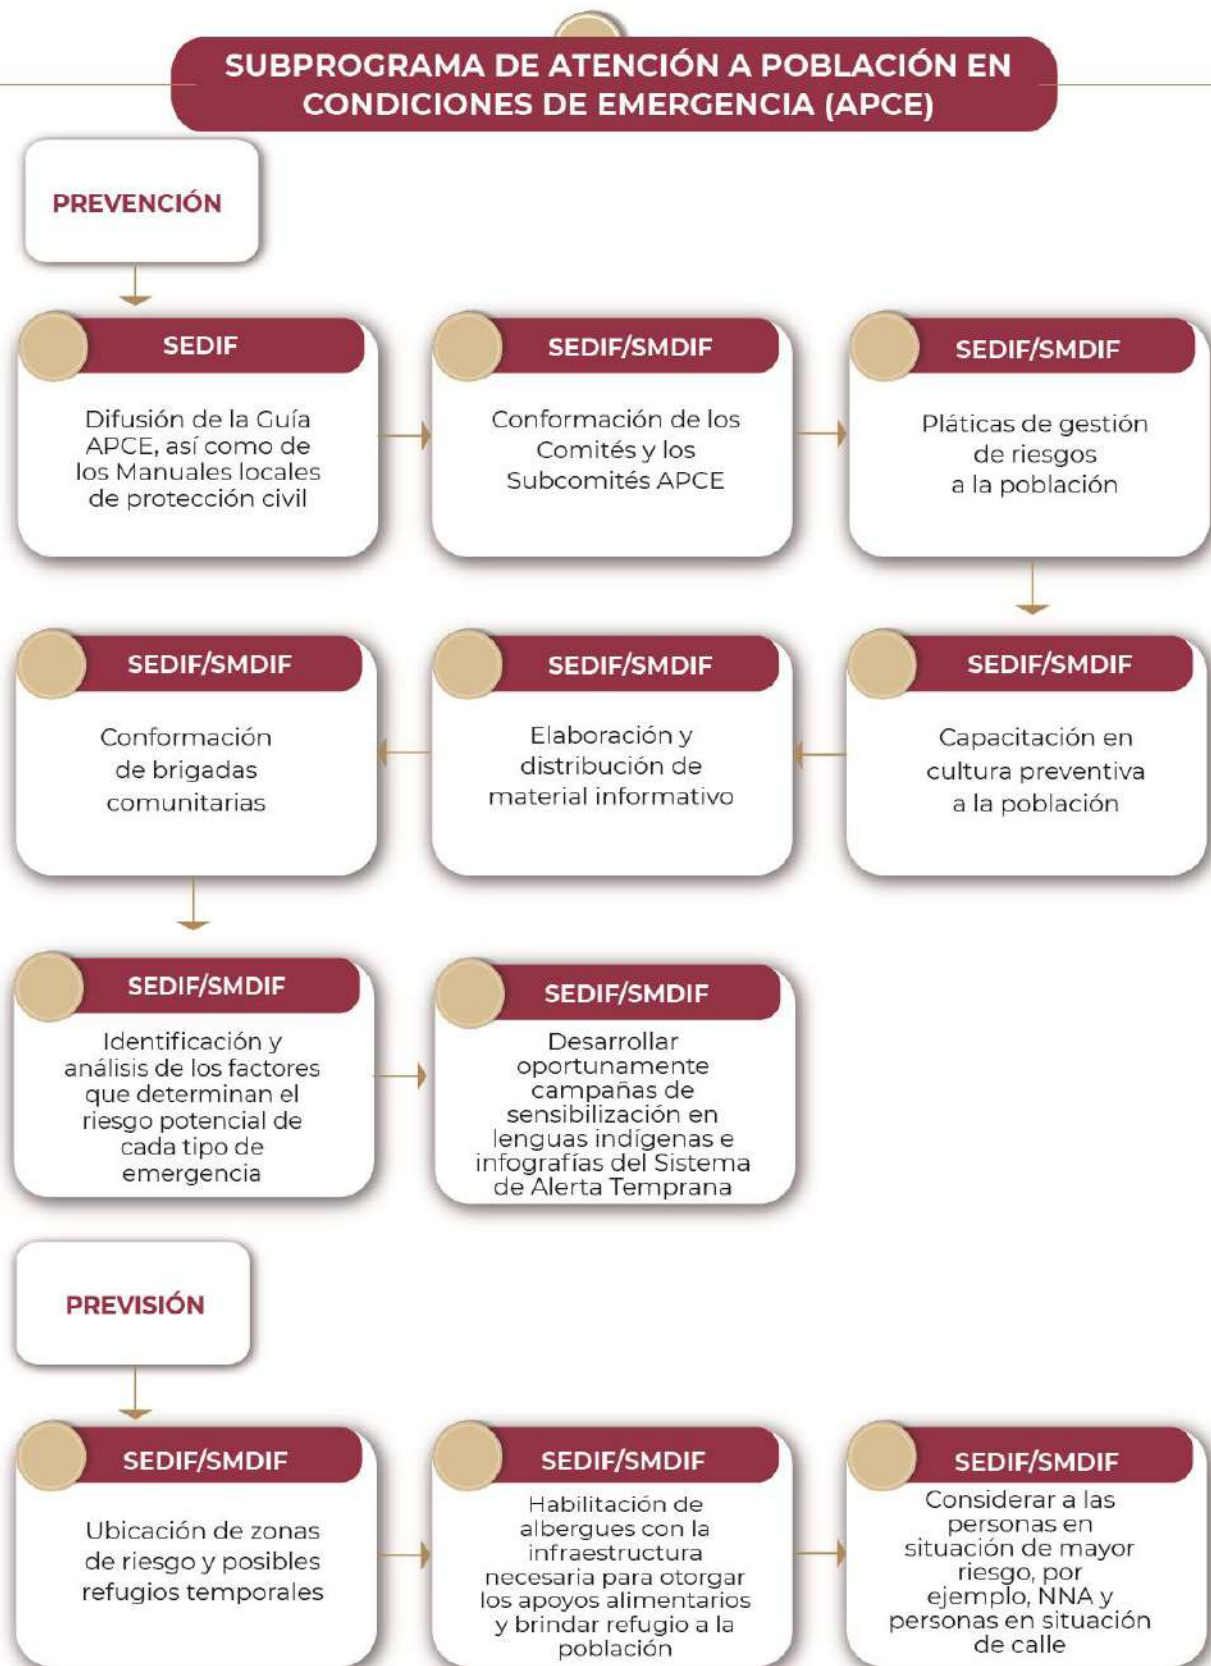 SUBPROGRAMA DE ATENCIÓN A POBLACIÓN EN
CONDICIONES DE EMERGENCIA (APCE)
PREVENCIÓN
SEDIF
Difusión de la Guía
APCE, así como de
los Manuales locales
de protección civil
SEDIF/SMDIF
Conformación de los
Comités y los
Subcomités APCE
SEDIF/SMDIF
Pláticas de gestión
de riesgos
a la población
SEDIF/SMDIF
Capacitación en
cultura preventiva
a la población
SEDIF/SMDIF
Elaboración y
distribución de
material informativo
SEDIF/SMDIF
Conformación
de brigadas
comunitarias
SEDIF/SMDIF
Identificación y
análisis de los factores
que determinan el
riesgo potencial de
cada tipo de
emergencia
SEDIF/SMDIF
Desarrollar
oportunamente
campañas de
sensibilización en
lenguas indígenas e
infografías del Sistema
de Alerta Temprana
PREVISIÓN
SEDIF/SMDIF
Ubicación de zonas
de riesgo y posibles
refugios temporales
SEDIF/SMDIF
Habilitación de
albergues con la
infraestructura
necesaria para otorgar
los apoyos alimentarios
y brindar refugio a la
población
SEDIF/SMDIF
Considerar a las
personas en
situación de mayor
riesgo, por
ejemplo, NNA y
personas en situación
de calle